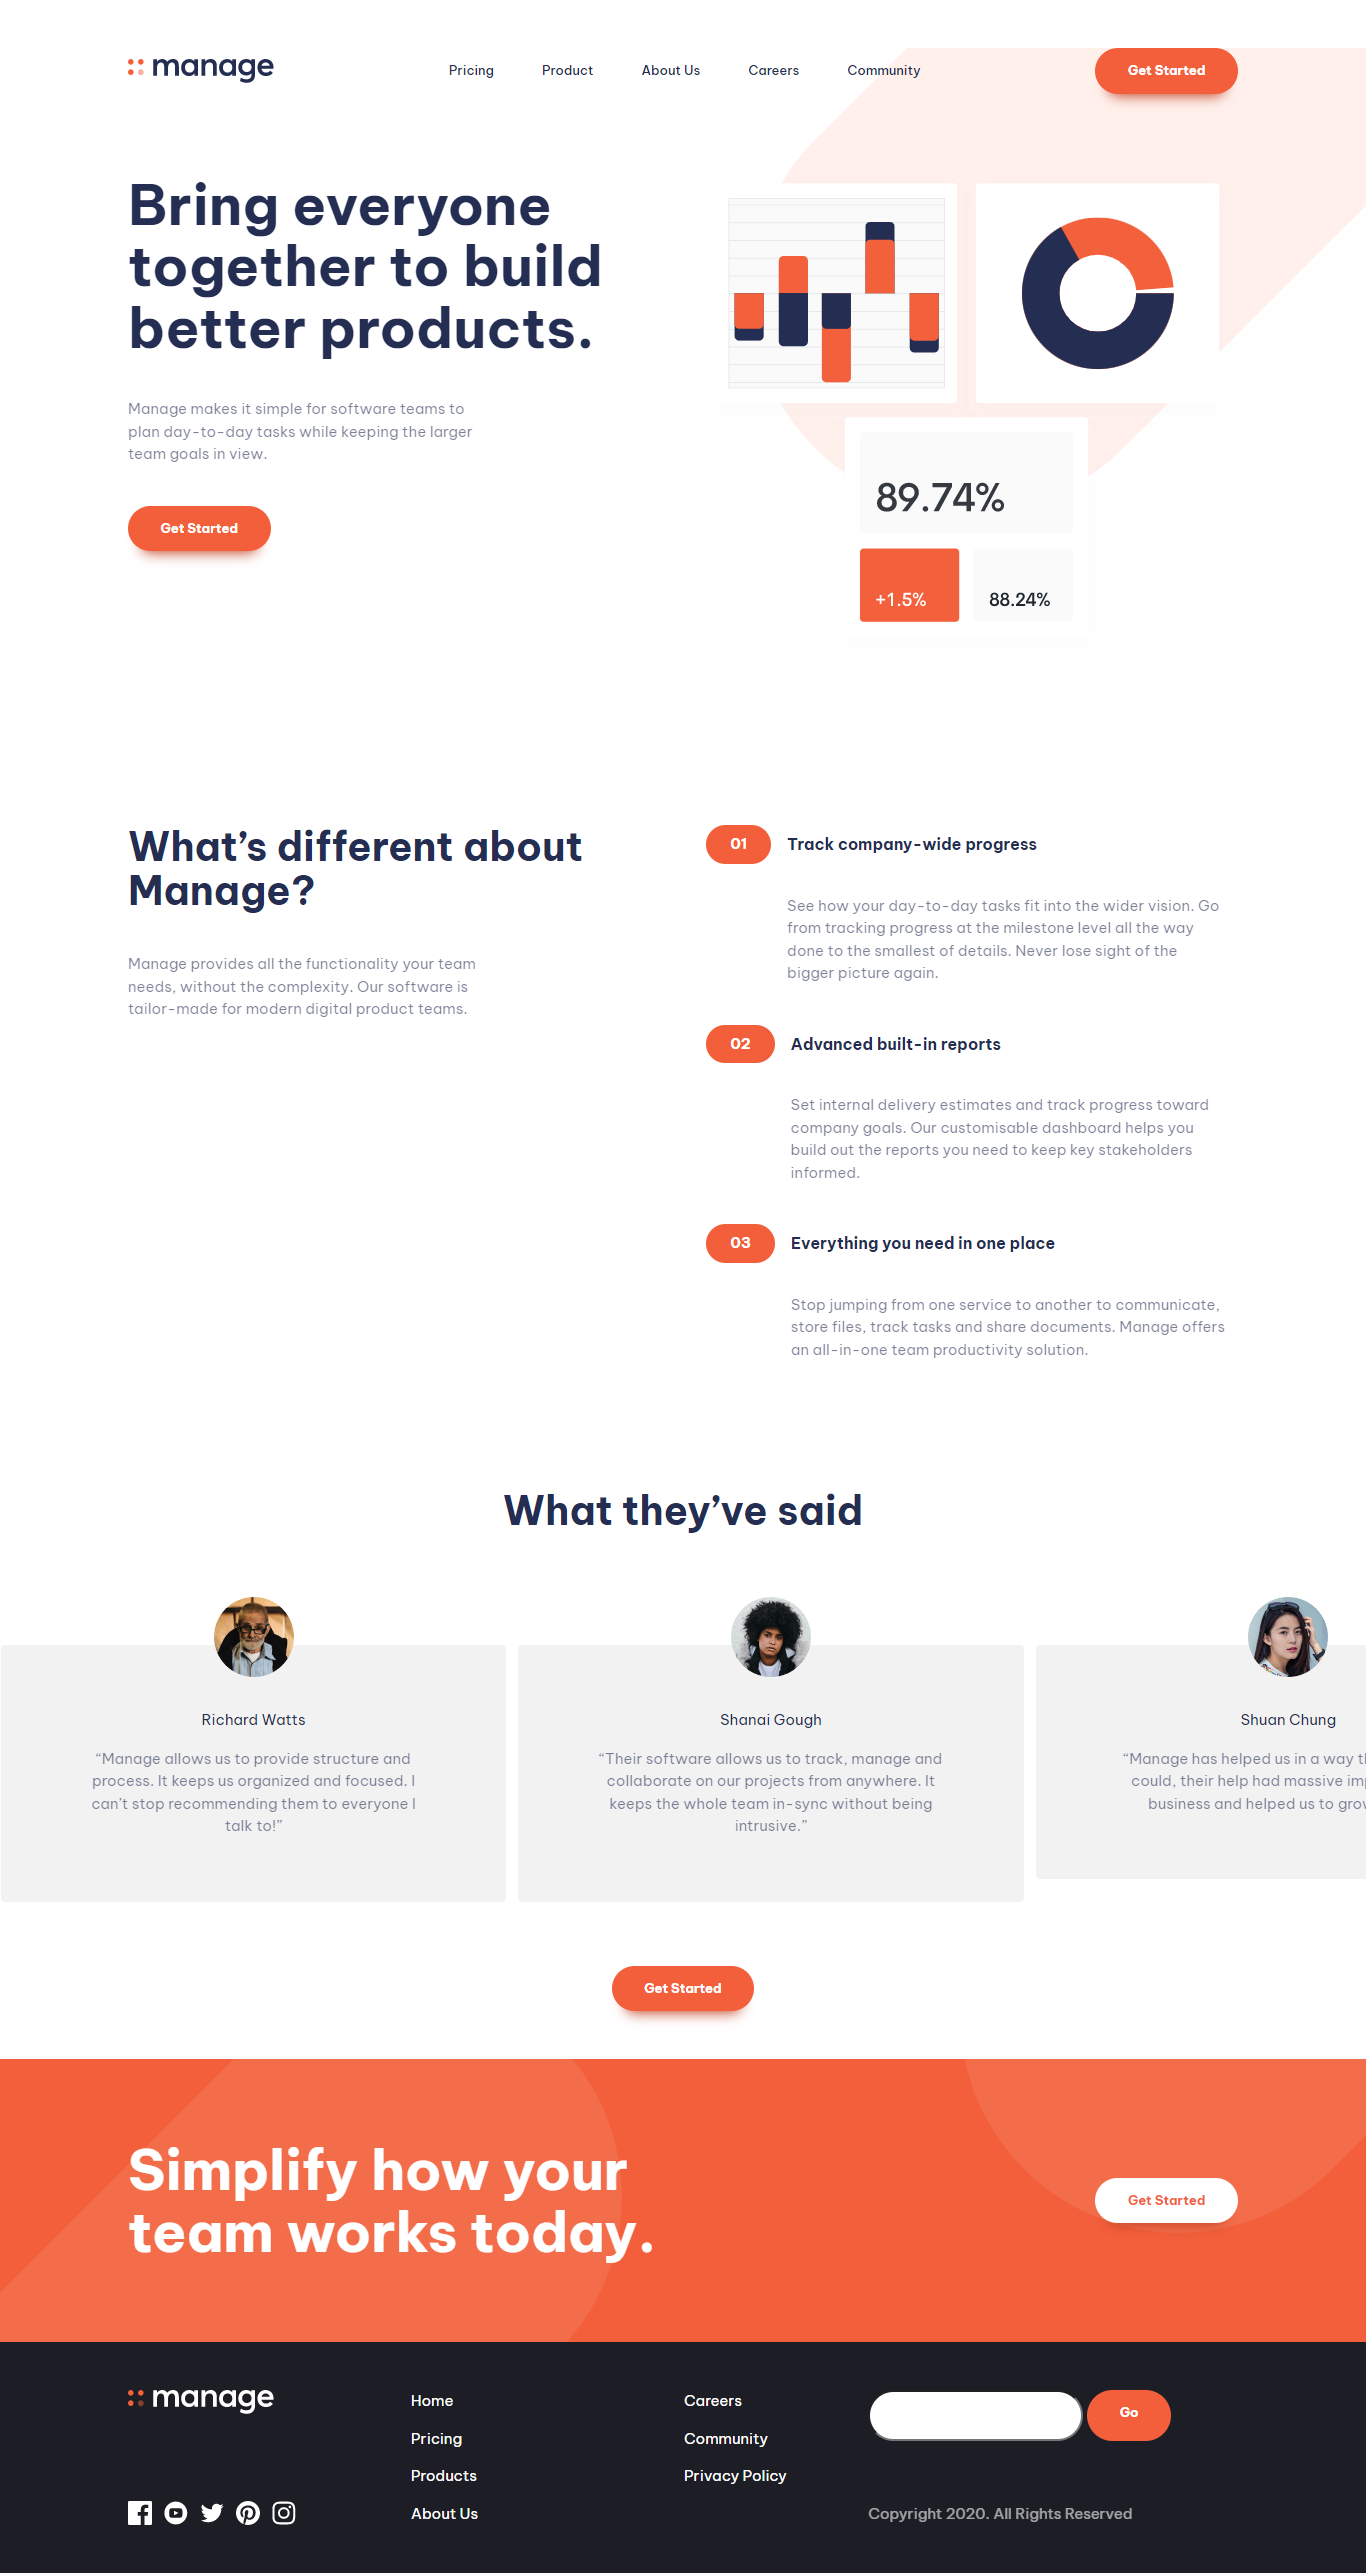 manage
Pricing
Product
About Us
Careers
Community
Get Started
Bring everyone
together to build
better products.
Manage makes it simple for software teams to
plan day-to-day tasks while keeping the larger
team goals in view.
Get Started
89.74%
+1.5%
88.24%
What’s different about
Manage?
Manage provides all the functionality your team
needs, without the complexity. Our software is
tailor-made for modern digital product teams.
01
Track company-wide progress
See how your day-to-day tasks fit into the wider vision. Go
from tracking progress at the milestone level all the way
done to the smallest of details. Never lose sight of the
bigger picture again.
02
Advanced built-in reports
Set internal delivery estimates and track progress toward
company goals. Our customisable dashboard helps you
build out the reports you need to keep key stakeholders
informed.
03
Everything you need in one place
Stop jumping from one service to another to communicate,
store files, track tasks and share documents. Manage offers
an all-in-one team productivity solution.
What they’ve said
Richard Watts
“Manage allows us to provide structure and
process. It keeps us organized and focused. I
can’t stop recommending them to everyone I
talk to!”
Shanai Gough
“Their software allows us to track, manage and
collaborate on our projects from anywhere. It
keeps the whole team in-sync without being
intrusive.”
Shuan Chung
“Manage has helped us in a way
could, their help had massive
business and helped us to
Get Started
Simplify how your
team works today.
Get Started
manage
Home
Pricing
Products
About Us
Careers
Community
Privacy Policy
Go
Copyright 2020. All Rights Reserved